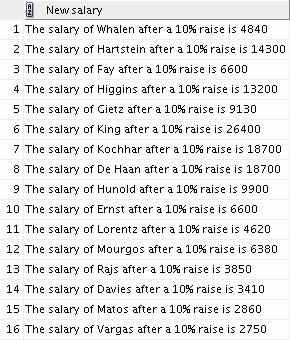 New salary
1 The salary of Whalen after a 10% raise is 4840
2 The salary of Hartstein after a 10% raise is 14300
3 The salary of Fay after a 10% raise is 6600
4 The salary of Higgins after a 10% raise is 13200
5 The salary of Gietz after a 10% raise is 9130
6 The salary of King after a 10% raise is 26400
7 The salary of Kochhar after a 10% raise is 18700
8 The salary of De Haan after a 10% raise is 18700
9 The salary of Hunold after a 10% raise is 9900
10 The salary of Ernst after a 10% raise is 6600
11 The salary of Lorentz after a 10% raise is 4620
12 The salary of Mourgos after a 10% raise is 6380
13 The salary of Rajs after a 10% raise is 3850
14 The salary of Davies after a 10% raise is 3410
15 The salary of Matos after a 10% raise is 2860
16 The salary of Vargas after a 10% raise is 2750